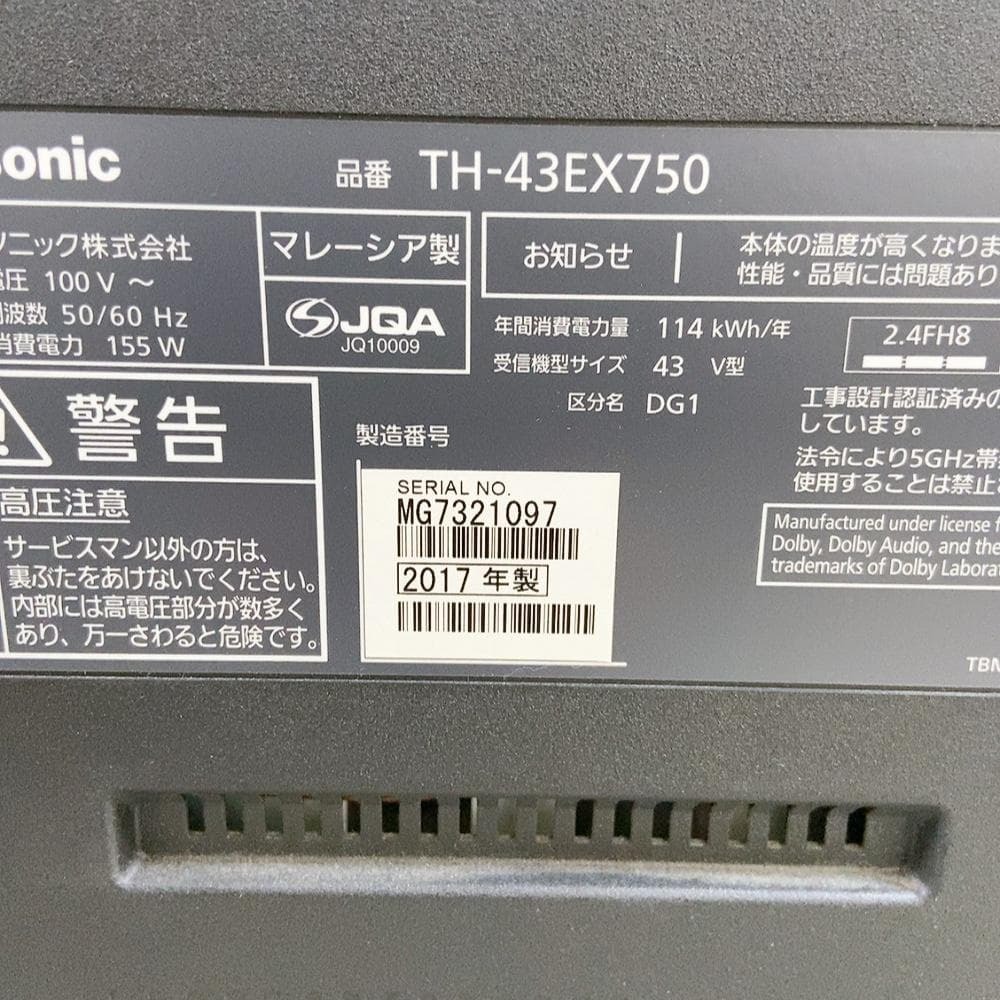 sonic
品番 TH-43EX750
ソニック株式会社
電圧 100 V ～
周波数 50/60 Hz
消費電力 155 W
マレーシア製
JQA
JQ10009
お知らせ
本体の温度が高くなりま
性能・品質には問題あり
年間消費電力量 114 kWh/年
受信機型サイズ 43 V型
区分名 DG1
2.4FH8
工事設計認証済みの
しています。
法令により5GHz帯
使用することは禁止
警告
高圧注意
サービスマン以外の方は、
裏ぶたをあけないでください。
内部には高電圧部分が数多く
あり、万一さわると危険です。
製造番号
SERIAL NO.
MG7321097
2017 年製
Manufactured under license f
Dolby, Dolby Audio, and the
trademarks of Dolby Laborat
TBM